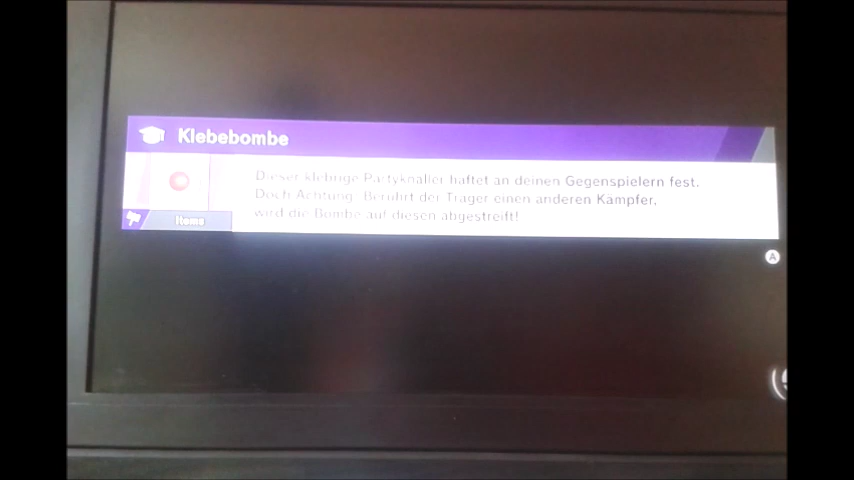 Klebebombe
Dieser klebrige Partyknaller haftet an deinen Gegenspielern fest.
Doch Achtung: Berührt der Träger einen anderen Kämpfer,
wird die Bombe auf diesen abgestreift!
Items
A